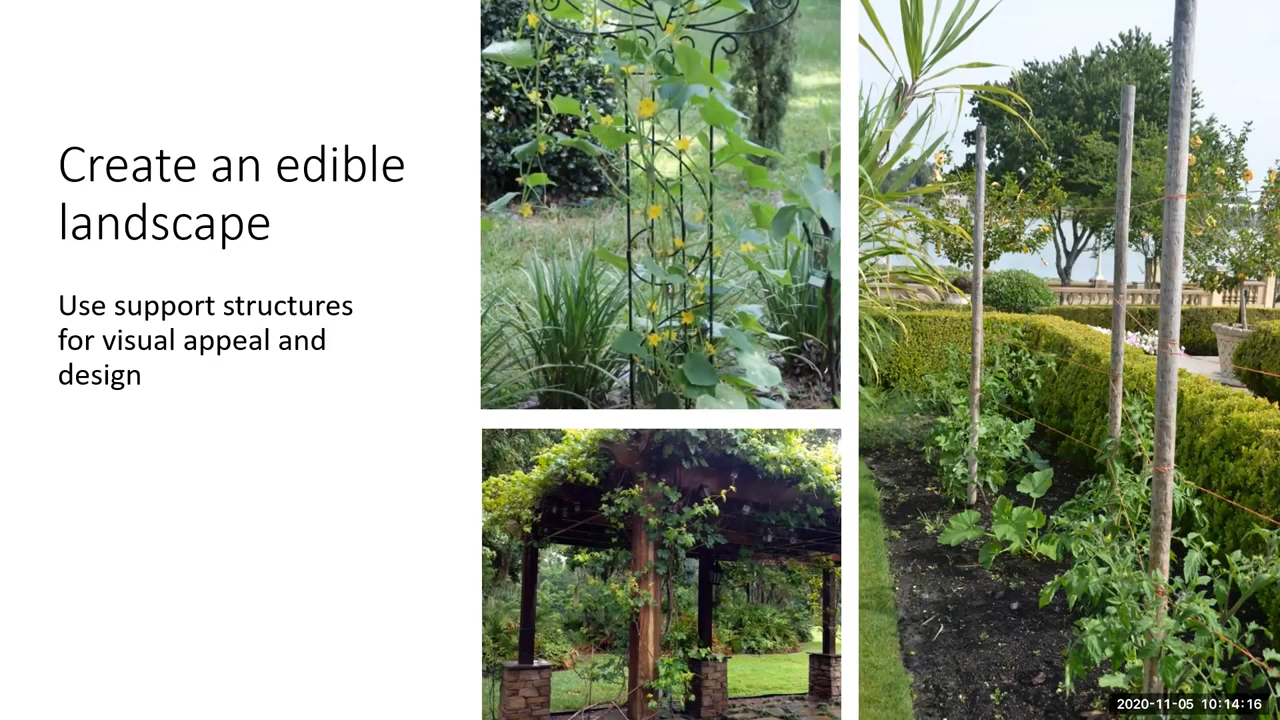 Create an edible
landscape
Use support structures
for visual appeal and
design
2020-11-05 10:14:16